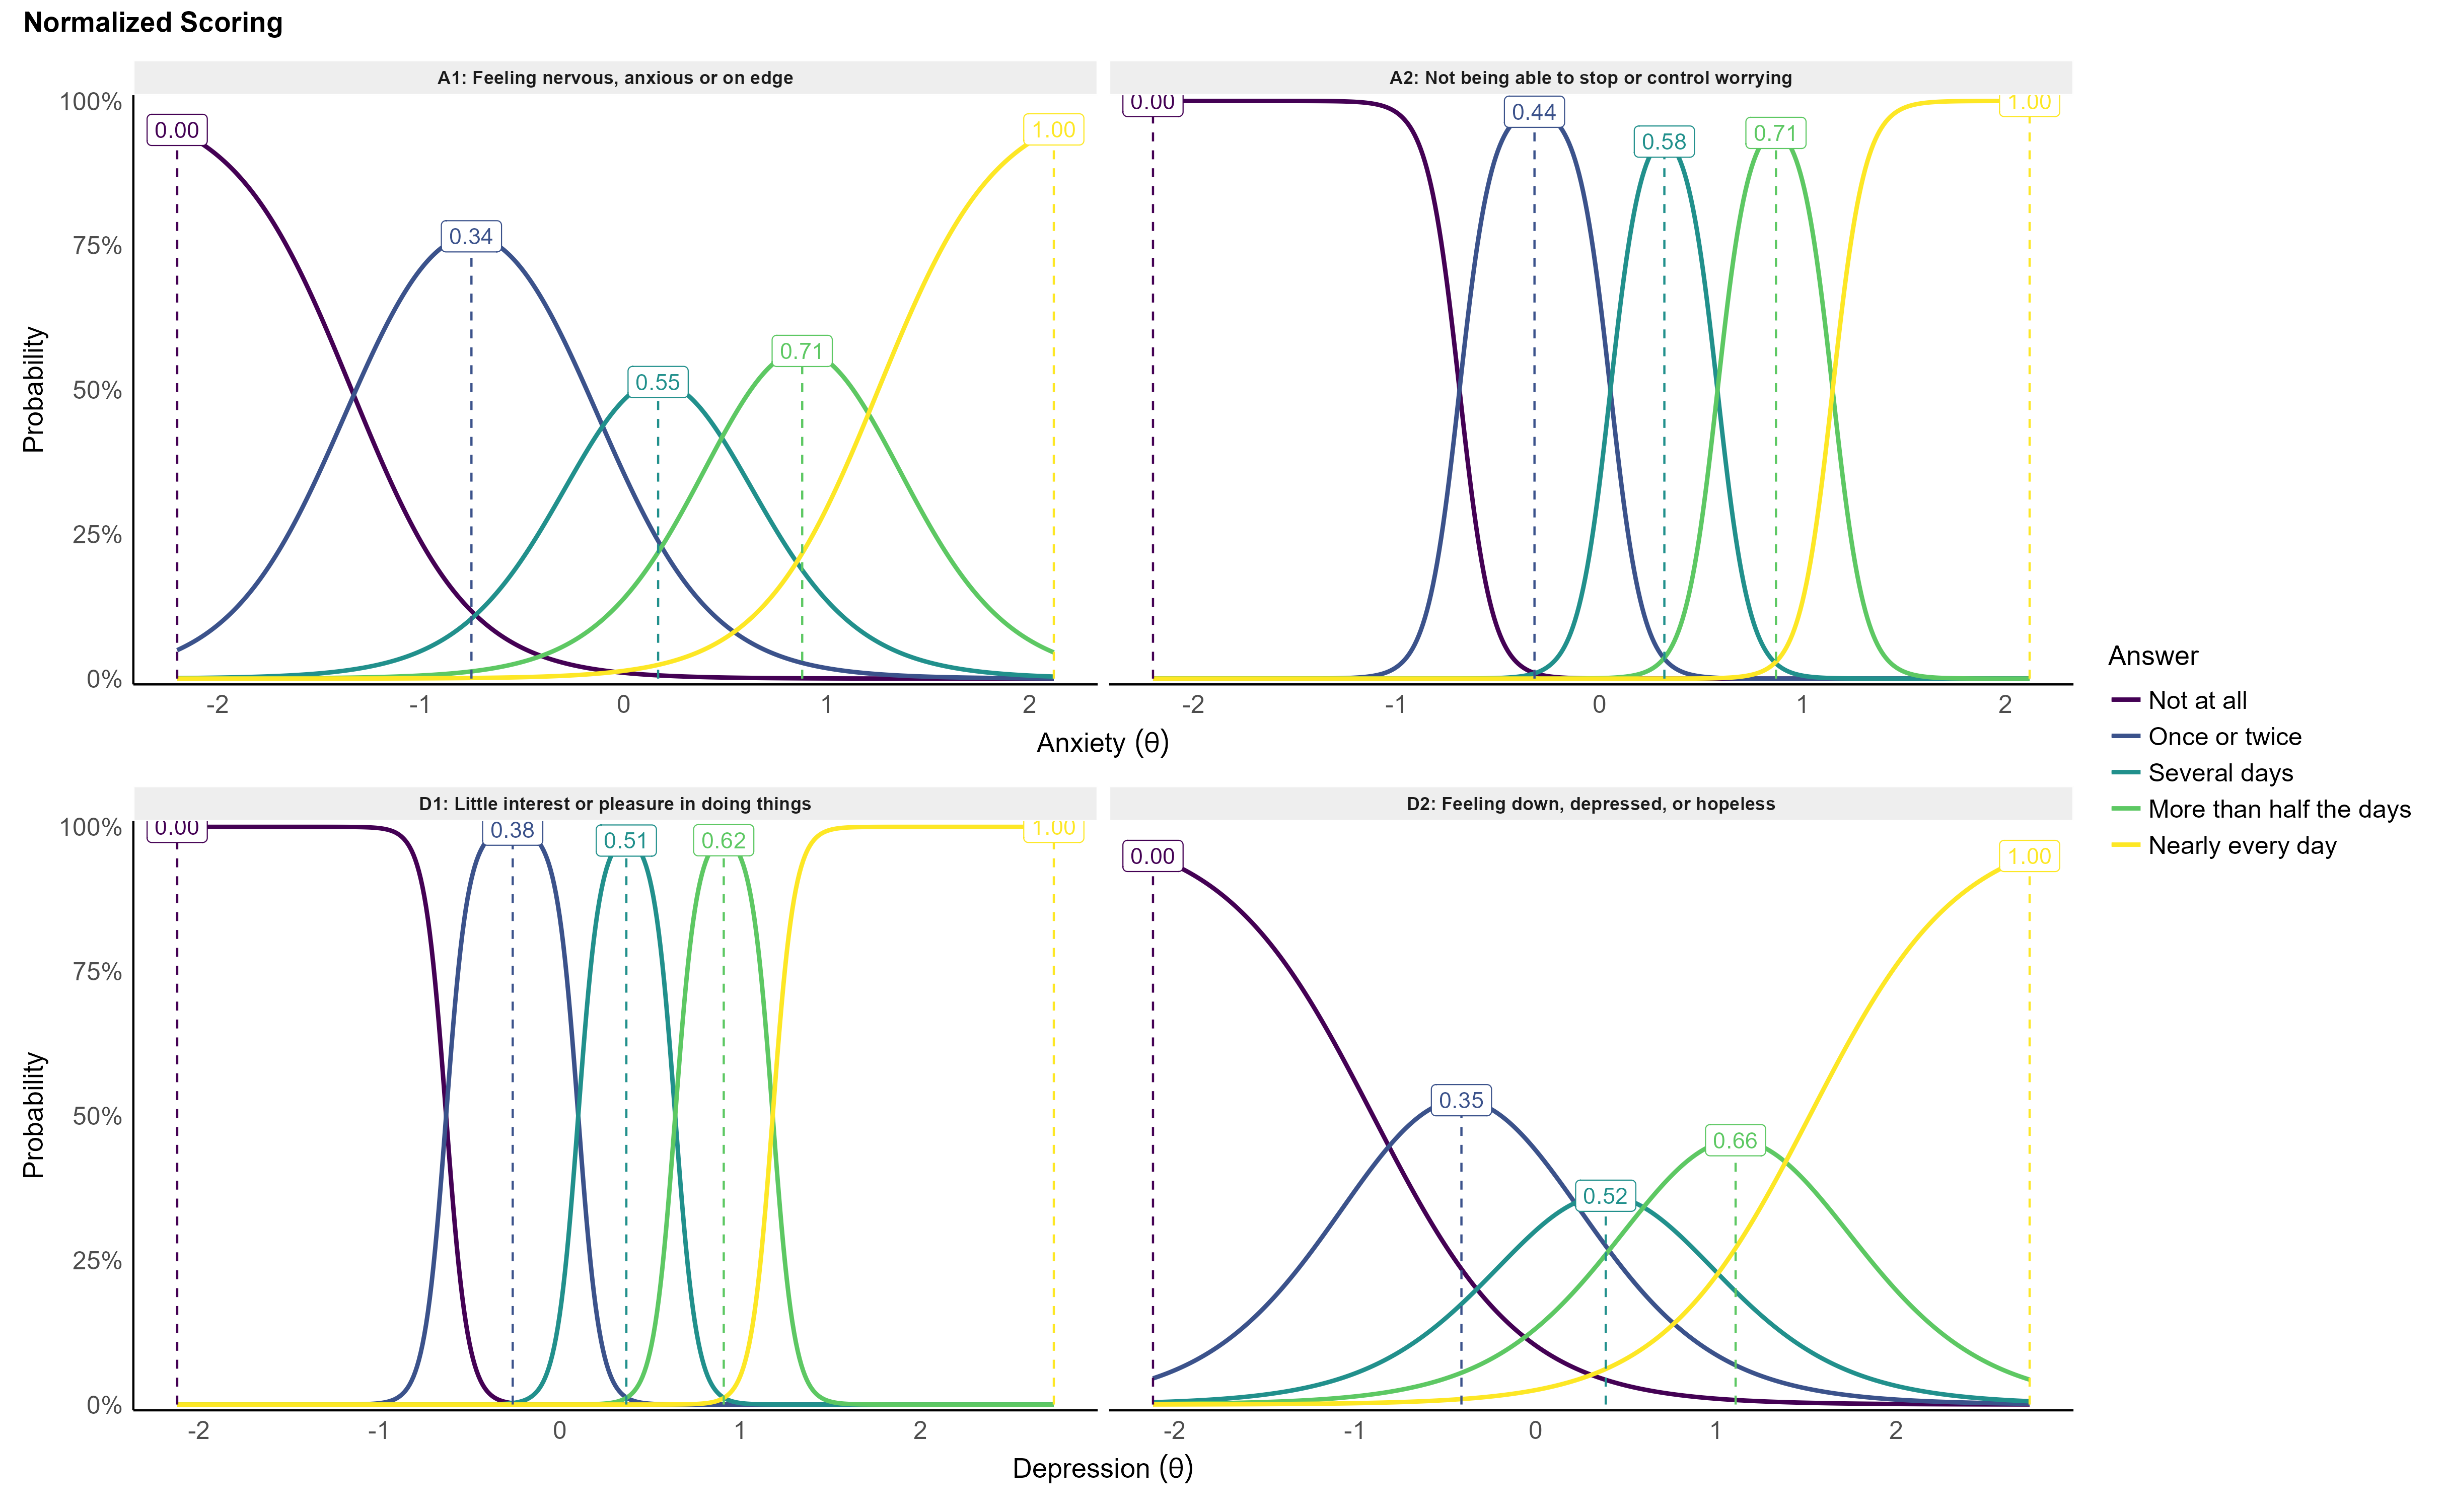 Normalized Scoring
A1: Feeling nervous, anxious or on edge
A2: Not being able to stop or control worrying
100%
75%
50%
25%
0%
Probability
0.00
0.34
0.55
0.71
1.00
0.00
0.44
0.58
0.71
1.00
-2 -1 0 1 2
-2 -1 0 1 2
Anxiety (θ)
D1: Little interest or pleasure in doing things
D2: Feeling down, depressed, or hopeless
100%
75%
50%
25%
0%
Probability
0.00
0.38
0.51
0.62
1.00
0.00
0.35
0.52
0.66
1.00
-2 -1 0 1 2
-2 -1 0 1 2
Depression (θ)
Answer
Not at all
Once or twice
Several days
More than half the days
Nearly every day